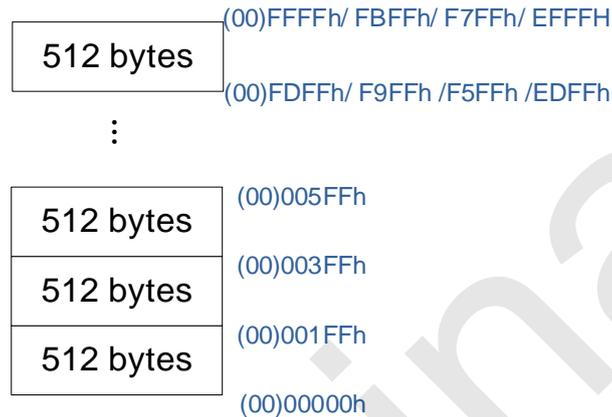 (00)FFFFh/ FBFFh/ F7FFh/ EFFFH
512 bytes
(00)FDFFh/ F9FFh /F5FFh /EDFFh
⋮
(00)005FFh
512 bytes
(00)003FFh
512 bytes
(00)001FFh
512 bytes
(00)00000h